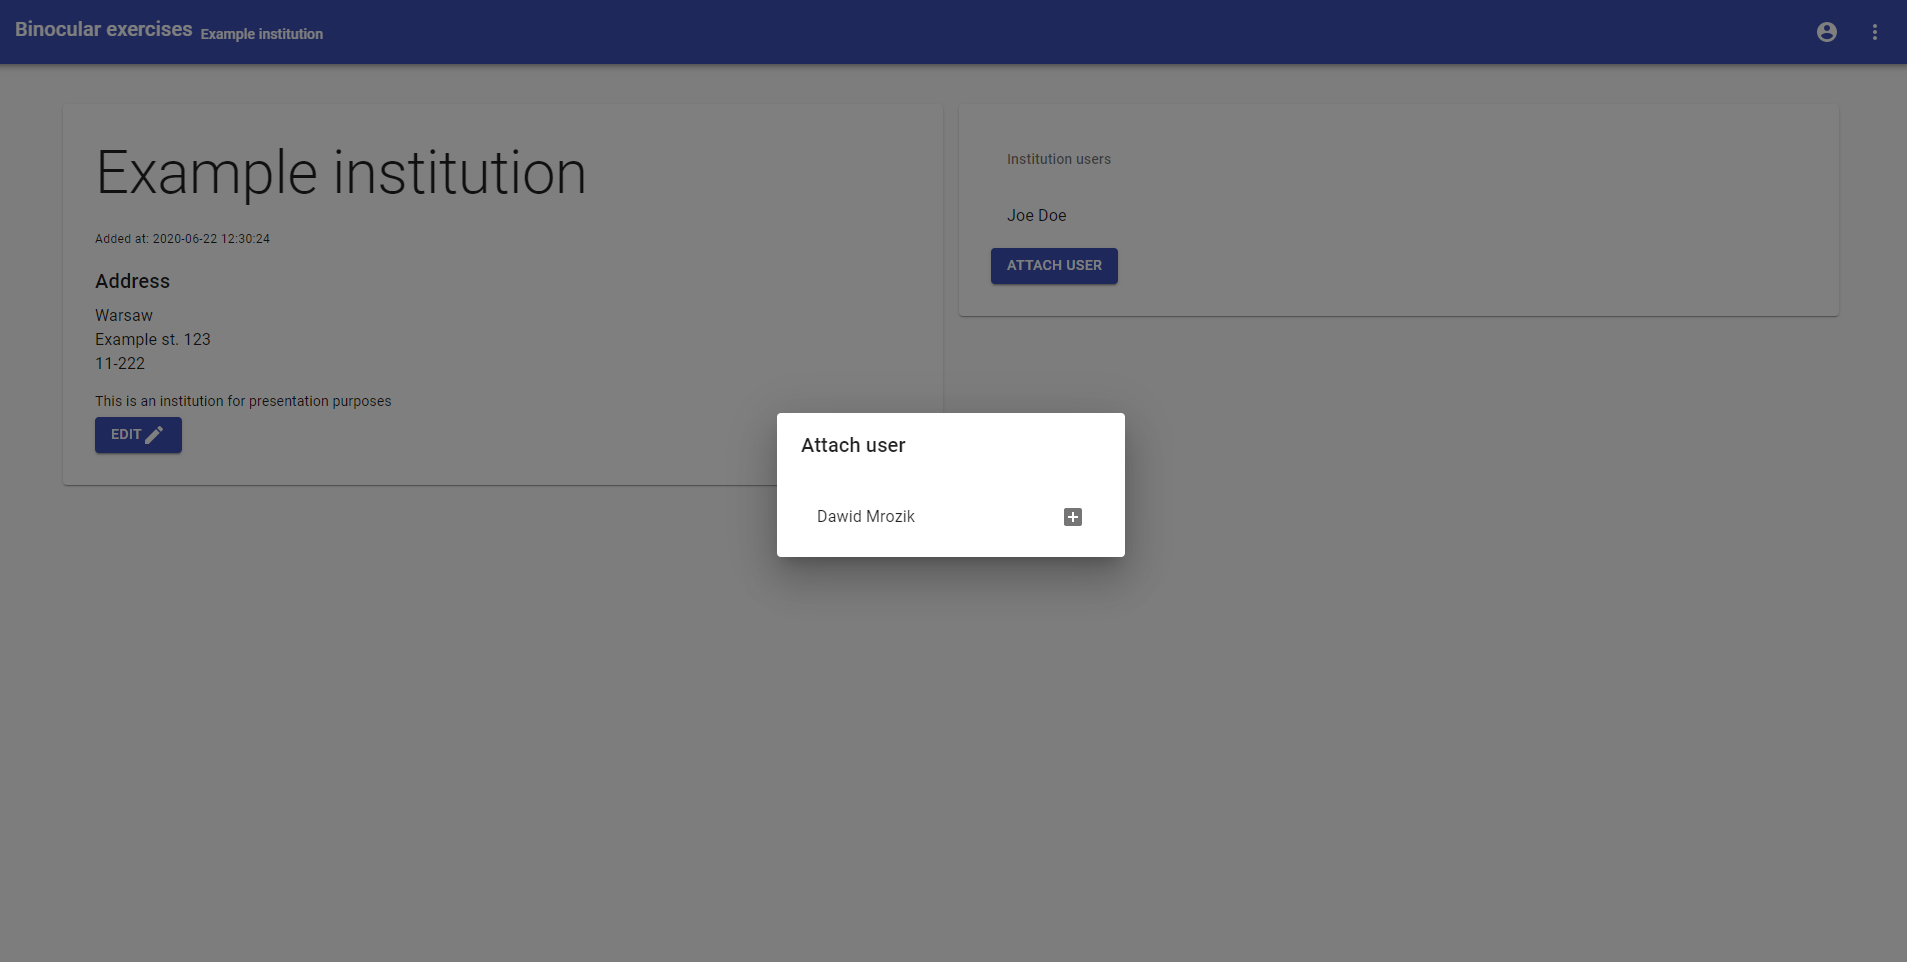 Binocular exercises Example institution
Example institution
Added at: 2020-06-22 12:30:24
Address
Warsaw
Example st. 123
11-222
This is an institution for presentation purposes
EDIT
Institution users
Joe Doe
ATTACH USER
Attach user
Dawid Mrozik